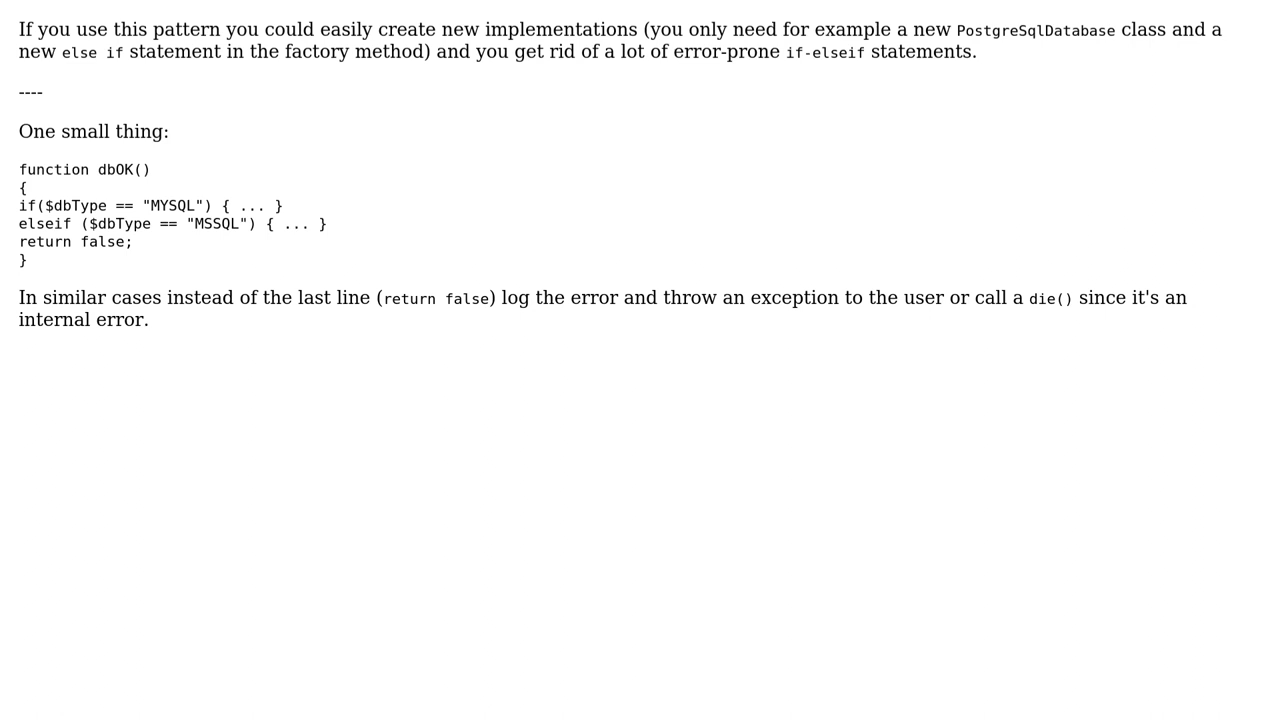 If you use this pattern you could easily create new implementations (you only need for example a new PostgreSqlDatabase class and a
new else if statement in the factory method) and you get rid of a lot of error-prone if-elseif statements.
----
One small thing:
function dbOK()
{
if($dbType == "MYSQL") { ... }
elseif ($dbType == "MSSQL") { ... }
return false;
}
In similar cases instead of the last line (return false) log the error and throw an exception to the user or call a die() since it's an
internal error.